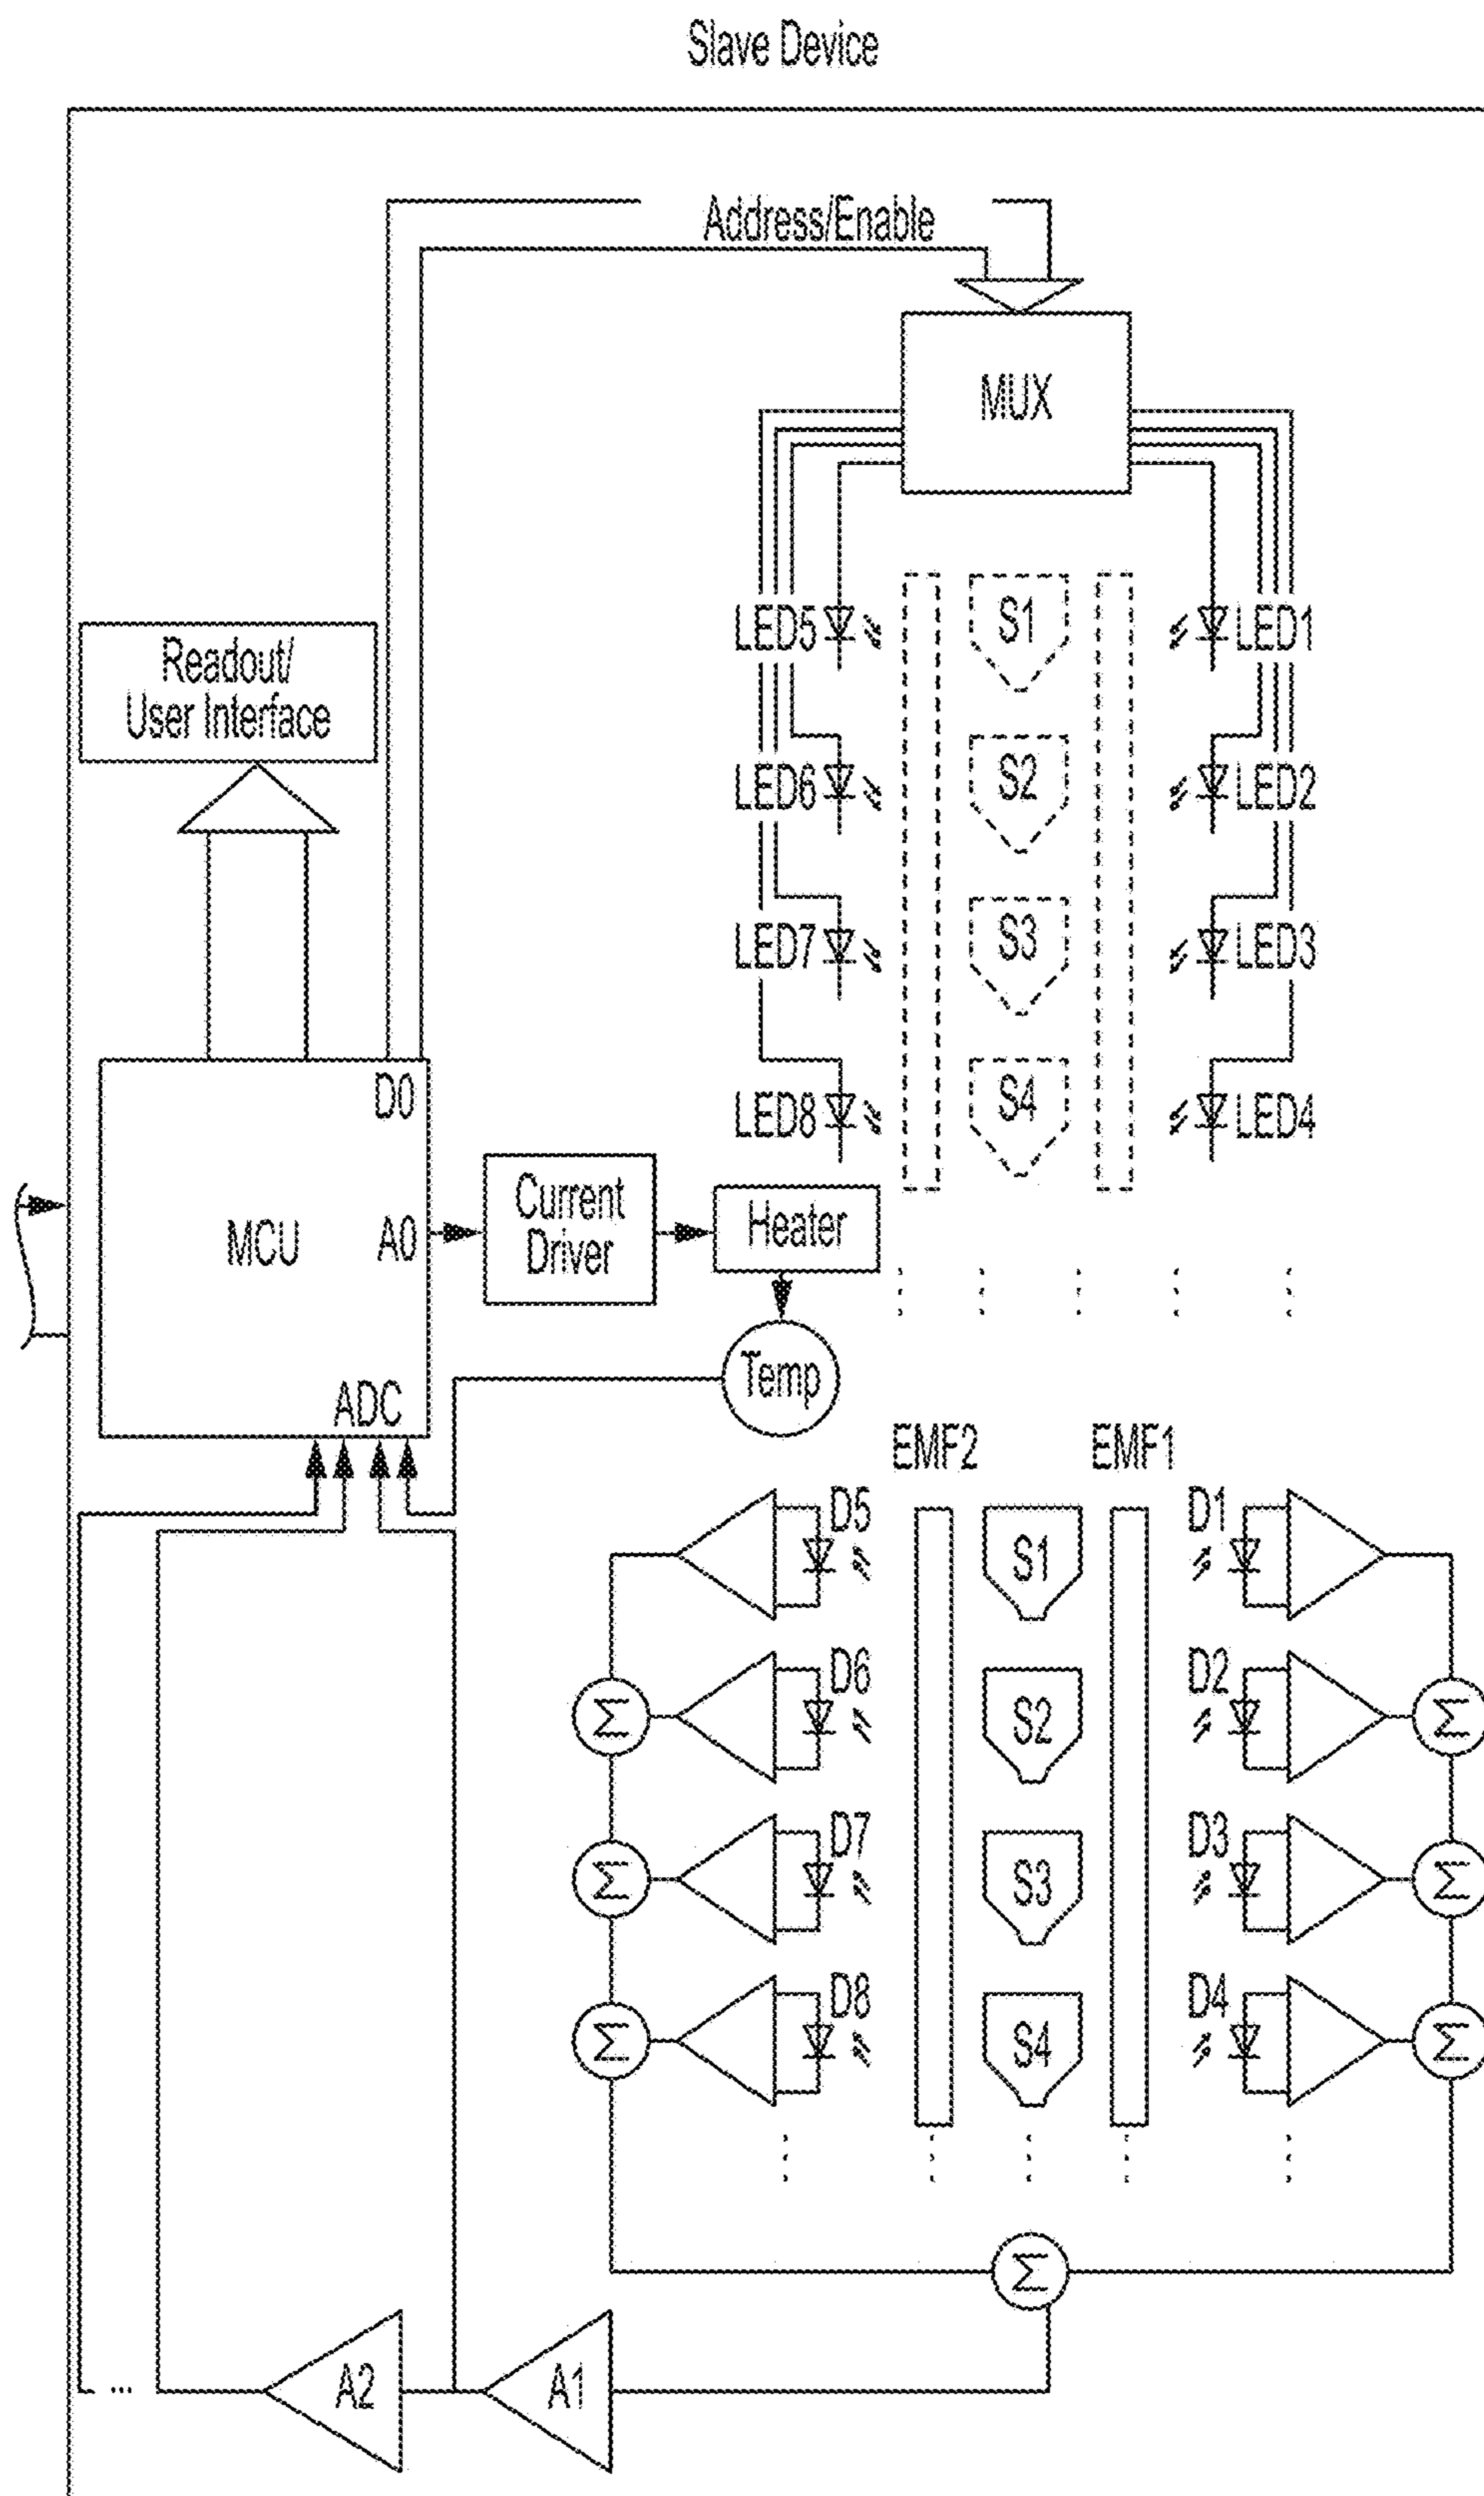 Slave Device
Address/Enable
MUX
LED5
S1
LED1
Readout/
User Interface
LED6
S2
LED2
LED7
S3
LED3
D0
LED8
S4
LED4
MCU
A0
Current
Driver
Heater
Temp
ADC
EMF2
EMF1
D5
S1
D1
D6
Σ
S2
D2
Σ
D7
Σ
S3
D3
Σ
D8
Σ
S4
D4
Σ
Σ
...
A2
A1